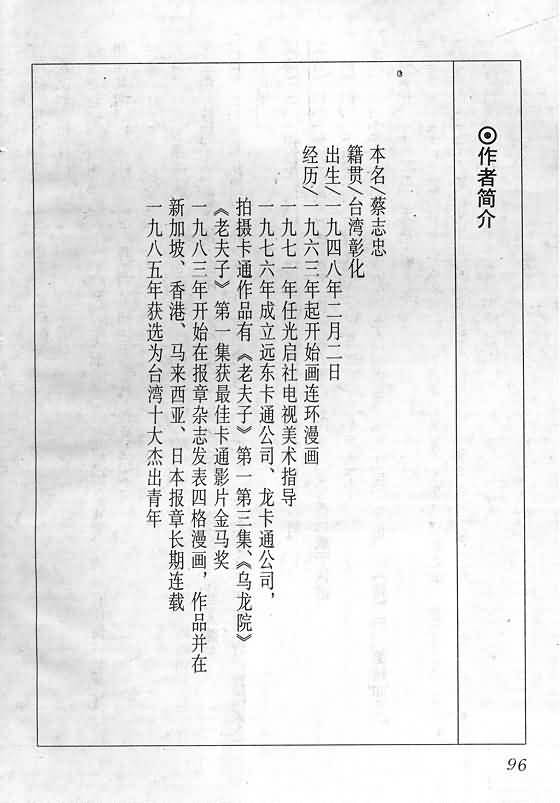 ◉作者简介
本名/蔡志忠
籍贯/台湾彰化
出生/一九四八年二月二日
经历/一九六三年起开始画连环漫画
一九七一年任光启社电视美术指导
一九七六年成立远东卡通公司、龙卡通公司，
拍摄卡通作品有《老夫子》第一第三集、《乌龙院》
《老夫子》第一集获最佳卡通影片金马奖
一九八三年开始在报章杂志发表四格漫画，作品并在
新加坡、香港、马来西亚、日本报章长期连载
一九八五年获选为台湾十大杰出青年
96